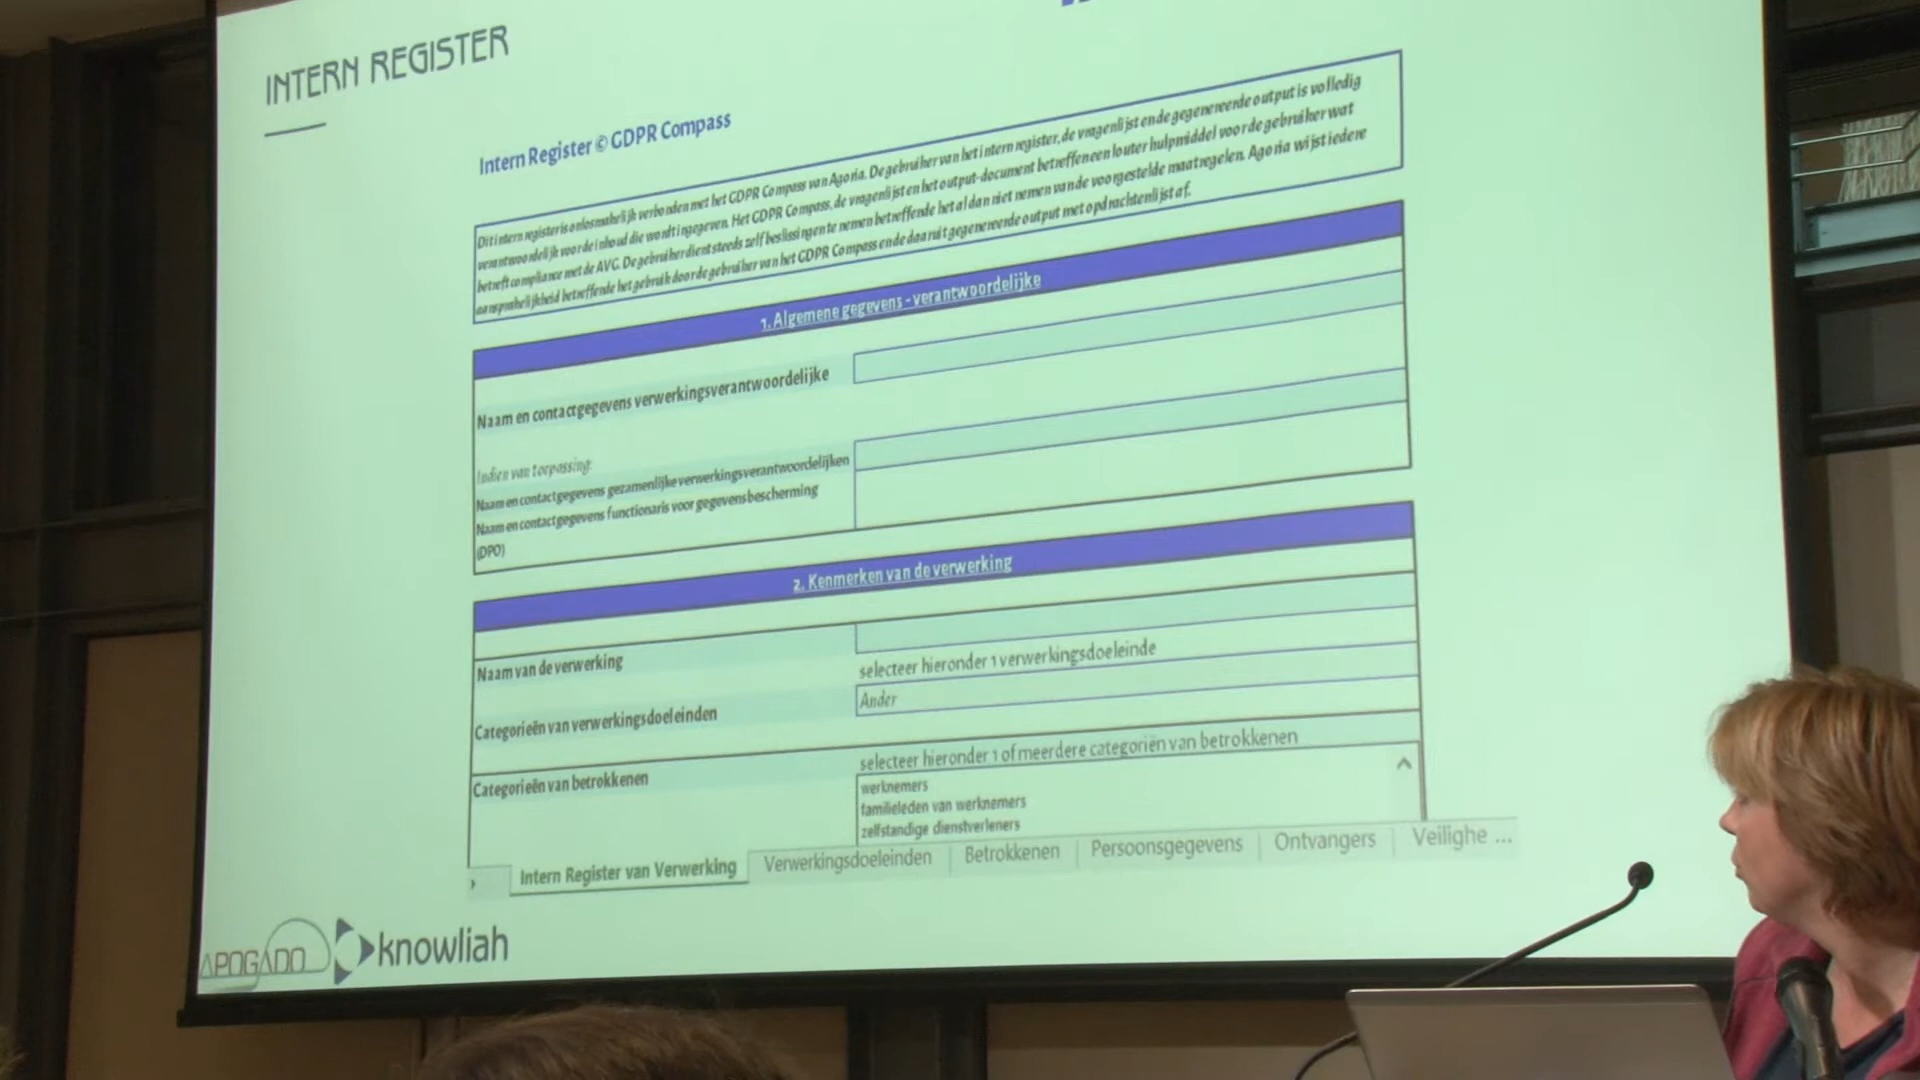 INTERN REGISTER
Intern Register © GDPR Compass
Dit intern register is onlosmakelijk verbonden met het GDPR Compass van Agoria. De gebruiker van het intern register, de vragenlijst en de gegenereerde output is volledig
verantwoordelijk voor de inhoud die wordt ingegeven. Het GDPR Compass, de vragenlijst en het output-document betreffen een louter hulpmiddel voor de gebruiker wat
betreft compliance met de AVG. De gebruiker dient steeds zelf beslissingen te nemen betreffende het al dan niet nemen van de voorgestelde maatregelen. Agoria wijst iedere
aansprakelijkheid betreffende het gebruik door de gebruiker van het GDPR Compass en de daaruit gegenereerde output met opdrachtenlijst af.
1. Algemene gegevens - verantwoordelijke
Naam en contactgegevens verwerkingsverantwoordelijke
Indien van toepassing:
Naam en contactgegevens gezamenlijke verwerkingsverantwoordelijken
Naam en contactgegevens functionaris voor gegevensbescherming
(DPO)
2. Kenmerken van de verwerking
Naam van de verwerking
selecteer hieronder 1 verwerkingsdoeleinde
Categorieën van verwerkingsdoeleinden
Ander
selecteer hieronder 1 of meerdere categoriën van betrokkenen
Categorieën van betrokkenen
werknemers
familieleden van werknemers
zelfstandige dienstverleners
Intern Register van Verwerking Verwerkingsdoeleinden Betrokkenen Persoonsgegevens Ontvangers Veilighe ...
APOGADO knowliah